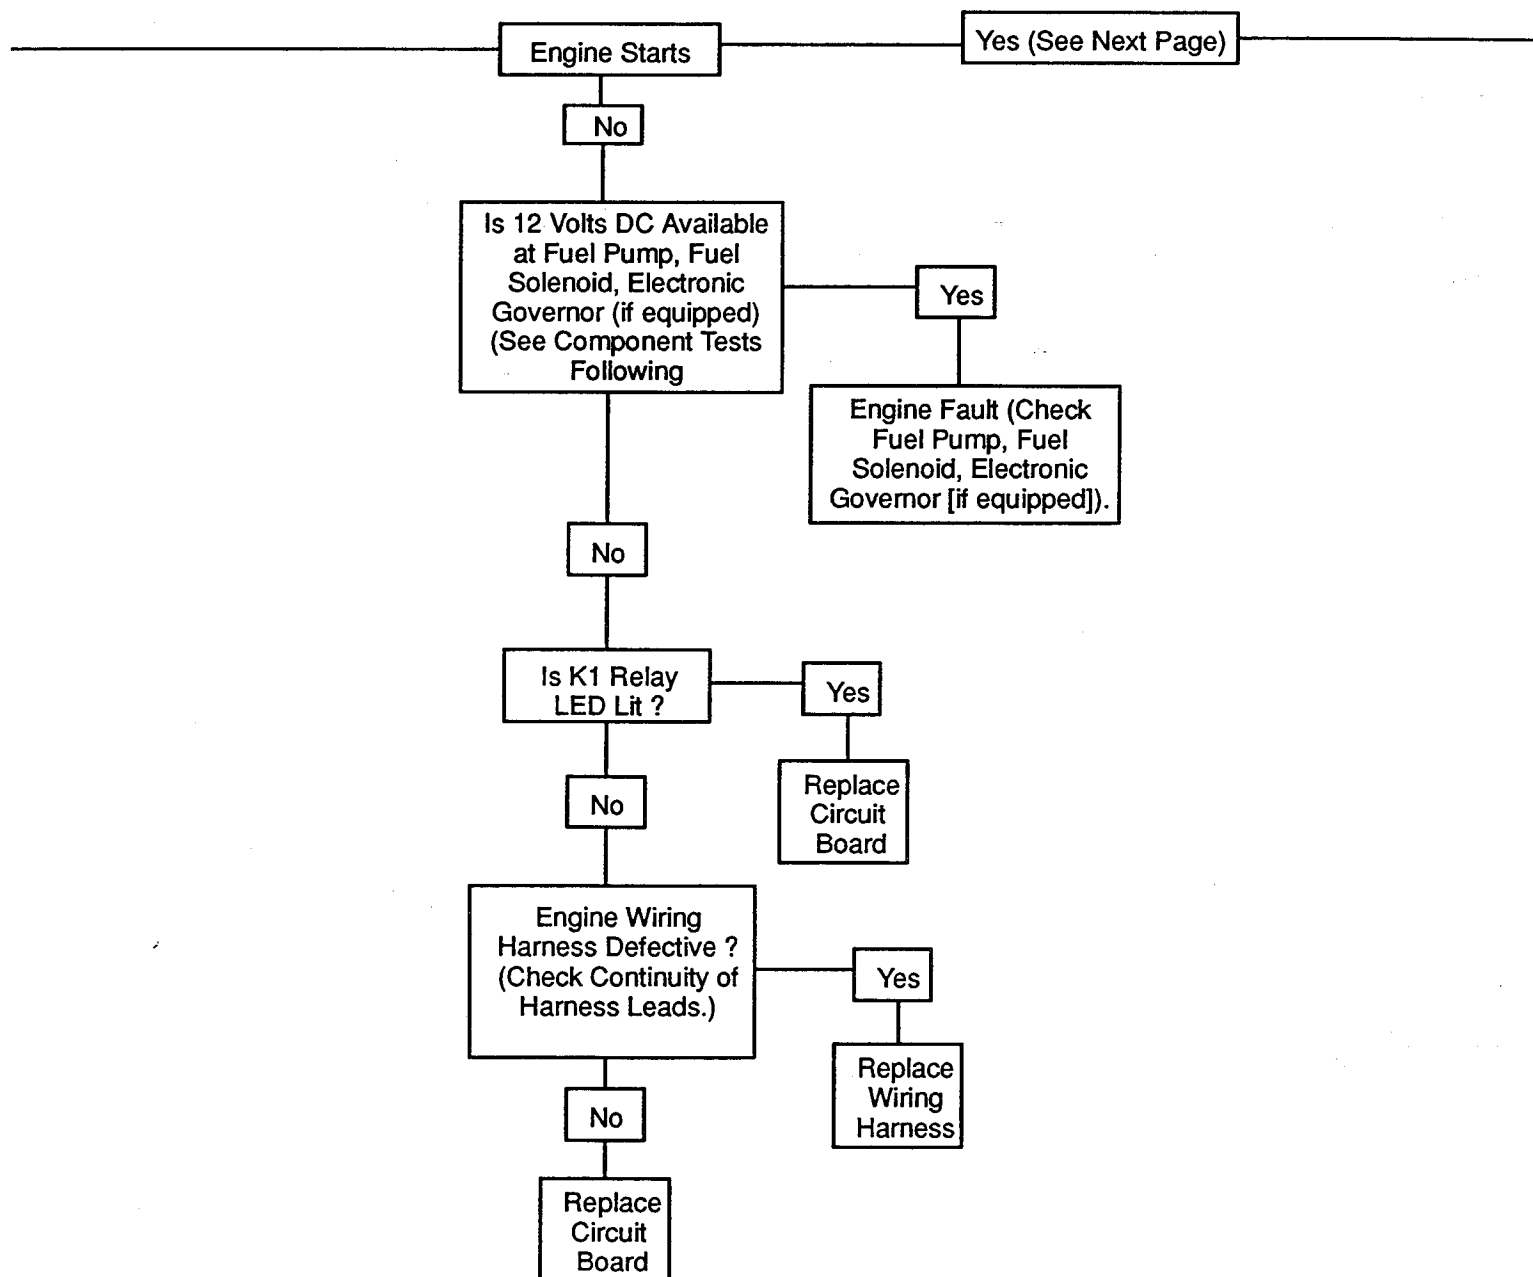 Engine Starts
Yes (See Next Page)
No
Is 12 Volts DC Available
at Fuel Pump, Fuel
Solenoid, Electronic
Governor (if equipped)
(See Component Tests
Following
Yes
Engine Fault (Check
Fuel Pump, Fuel
Solenoid, Electronic
Governor [if equipped]).
No
Is K1 Relay
LED Lit ?
Yes
Replace
Circuit
Board
No
Engine Wiring
Harness Defective ?
(Check Continuity of
Harness Leads.)
Yes
Replace
Wiring
Harness
No
Replace
Circuit
Board